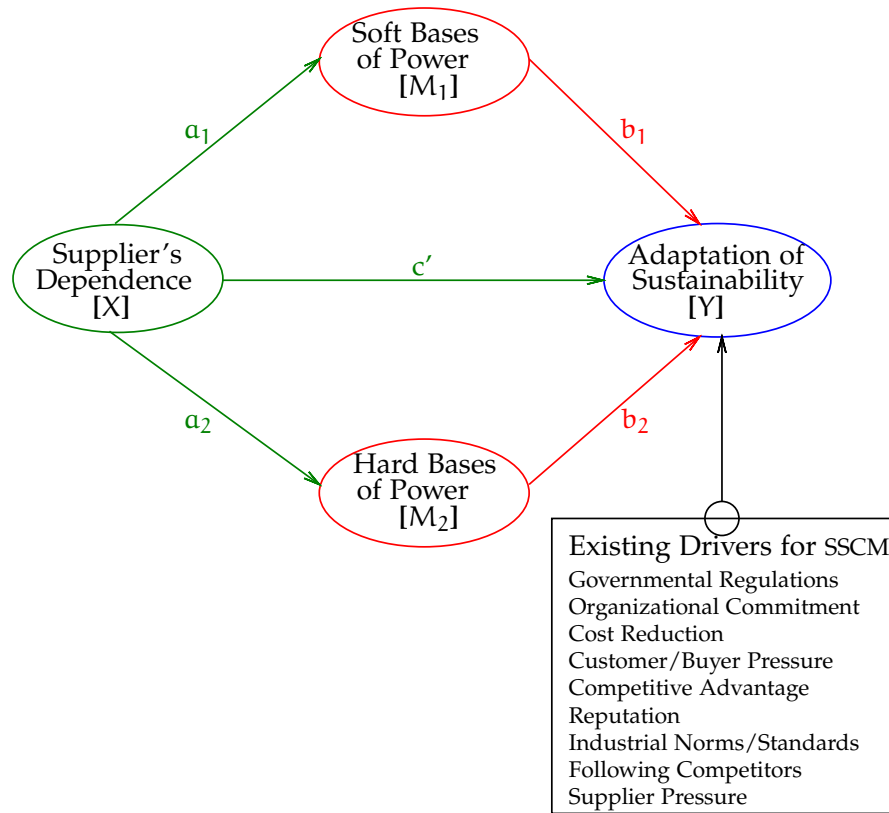 Soft Bases
of Power
[M₁]
a₁
b₁
Supplier's
Dependence
[X]
c'
Adaptation of
Sustainability
[Y]
a₂
b₂
Hard Bases
of Power
[M₂]
Existing Drivers for SSCM
Governmental Regulations
Organizational Commitment
Cost Reduction
Customer/Buyer Pressure
Competitive Advantage
Reputation
Industrial Norms/Standards
Following Competitors
Supplier Pressure